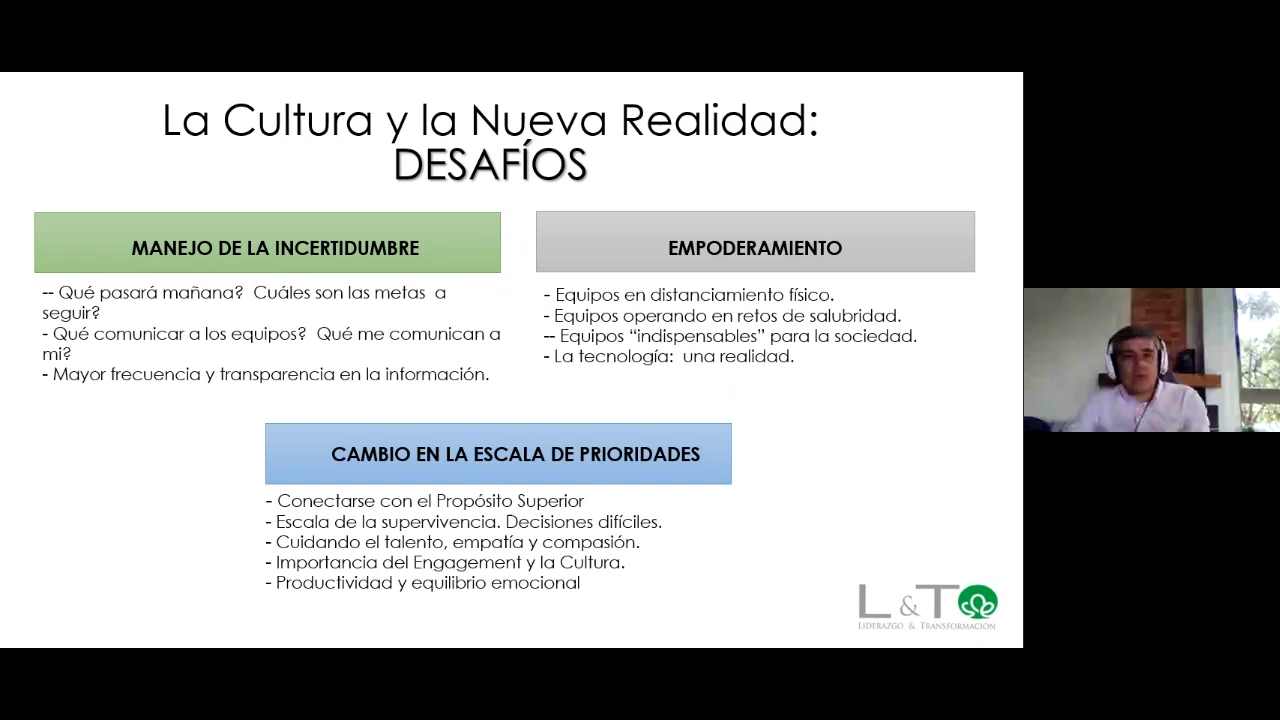 La Cultura y la Nueva Realidad:
DESAFÍOS
MANEJO DE LA INCERTIDUMBRE
-- Qué pasará mañana? Cuáles son las metas a
seguir?
- Qué comunicar a los equipos? Qué me comunican a
mi?
- Mayor frecuencia y transparencia en la información.
EMPODERAMIENTO
- Equipos en distanciamiento físico.
- Equipos operando en retos de salubridad.
-- Equipos “indispensables” para la sociedad.
- La tecnología: una realidad.
CAMBIO EN LA ESCALA DE PRIORIDADES
- Conectarse con el Propósito Superior
- Escala de la supervivencia. Decisiones difíciles.
- Cuidando el talento, empatía y compasión.
- Importancia del Engagement y la Cultura.
- Productividad y equilibrio emocional
L & T
LIDERAZGO & TRANSFORMACIÓN